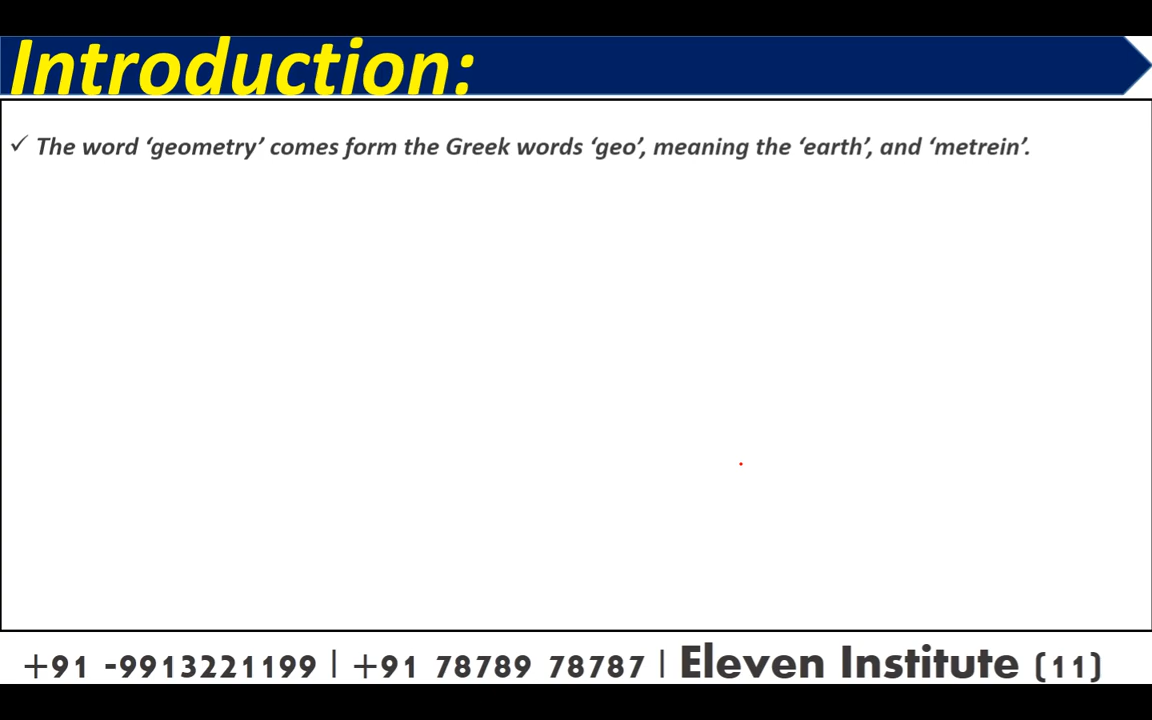 Introduction:
✓ The word ‘geometry’ comes form the Greek words ‘geo’, meaning the ‘earth’, and ‘metrein’.
+91 -9913221199 | +91 78789 78787 | Eleven Institute (11)